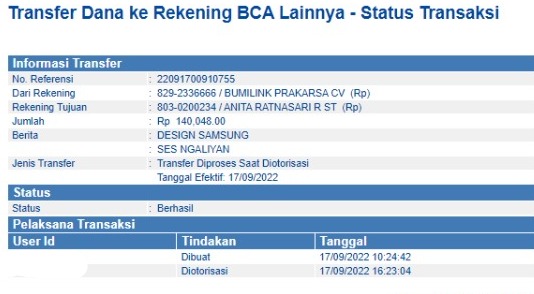 Transfer Dana ke Rekening BCA Lainnya - Status Transaksi
Informasi Transfer
No. Referensi : 22091700910755
Dari Rekening : 829-2336666 / BUMILINK PRAKARSA CV (Rp)
Rekening Tujuan : 803-0200234 / ANITA RATNASARI R ST (Rp)
Jumlah : Rp 140,048.00
Berita : DESIGN SAMSUNG
: SES NGALIYAN
Jenis Transfer : Transfer Diproses Saat Diotorisasi
Tanggal Efektif: 17/09/2022
Status
Status : Berhasil
Pelaksana Transaksi
User Id Tindakan Tanggal
Dibuat 17/09/2022 10:24:42
Diotorisasi 17/09/2022 16:23:04